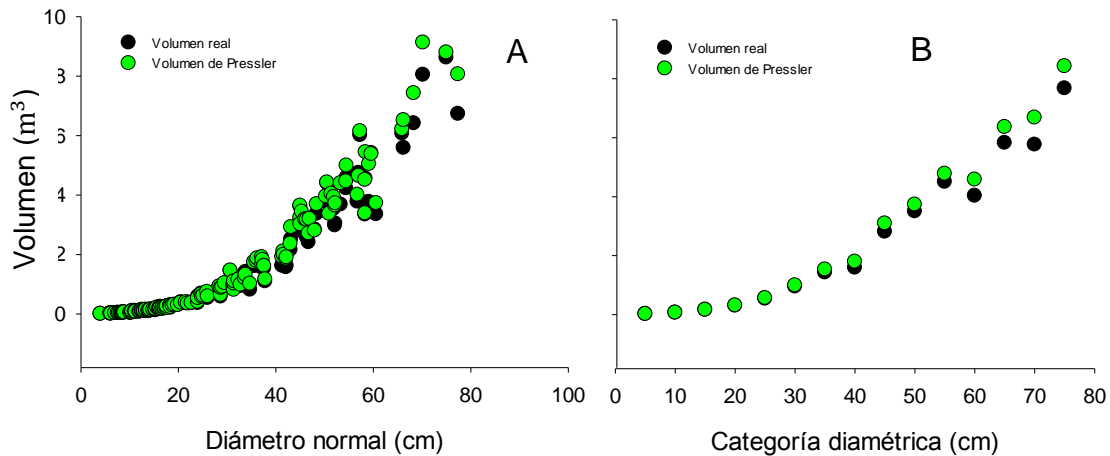 10
Volumen real
Volumen de Pressler
A
Volumen real
Volumen de Pressler
B
8
6
4
2
0
Volumen (m³)
0 20 40 60 80 100
0 10 20 30 40 50 60 70 80
Diámetro normal (cm)
Categoría diamétrica (cm)